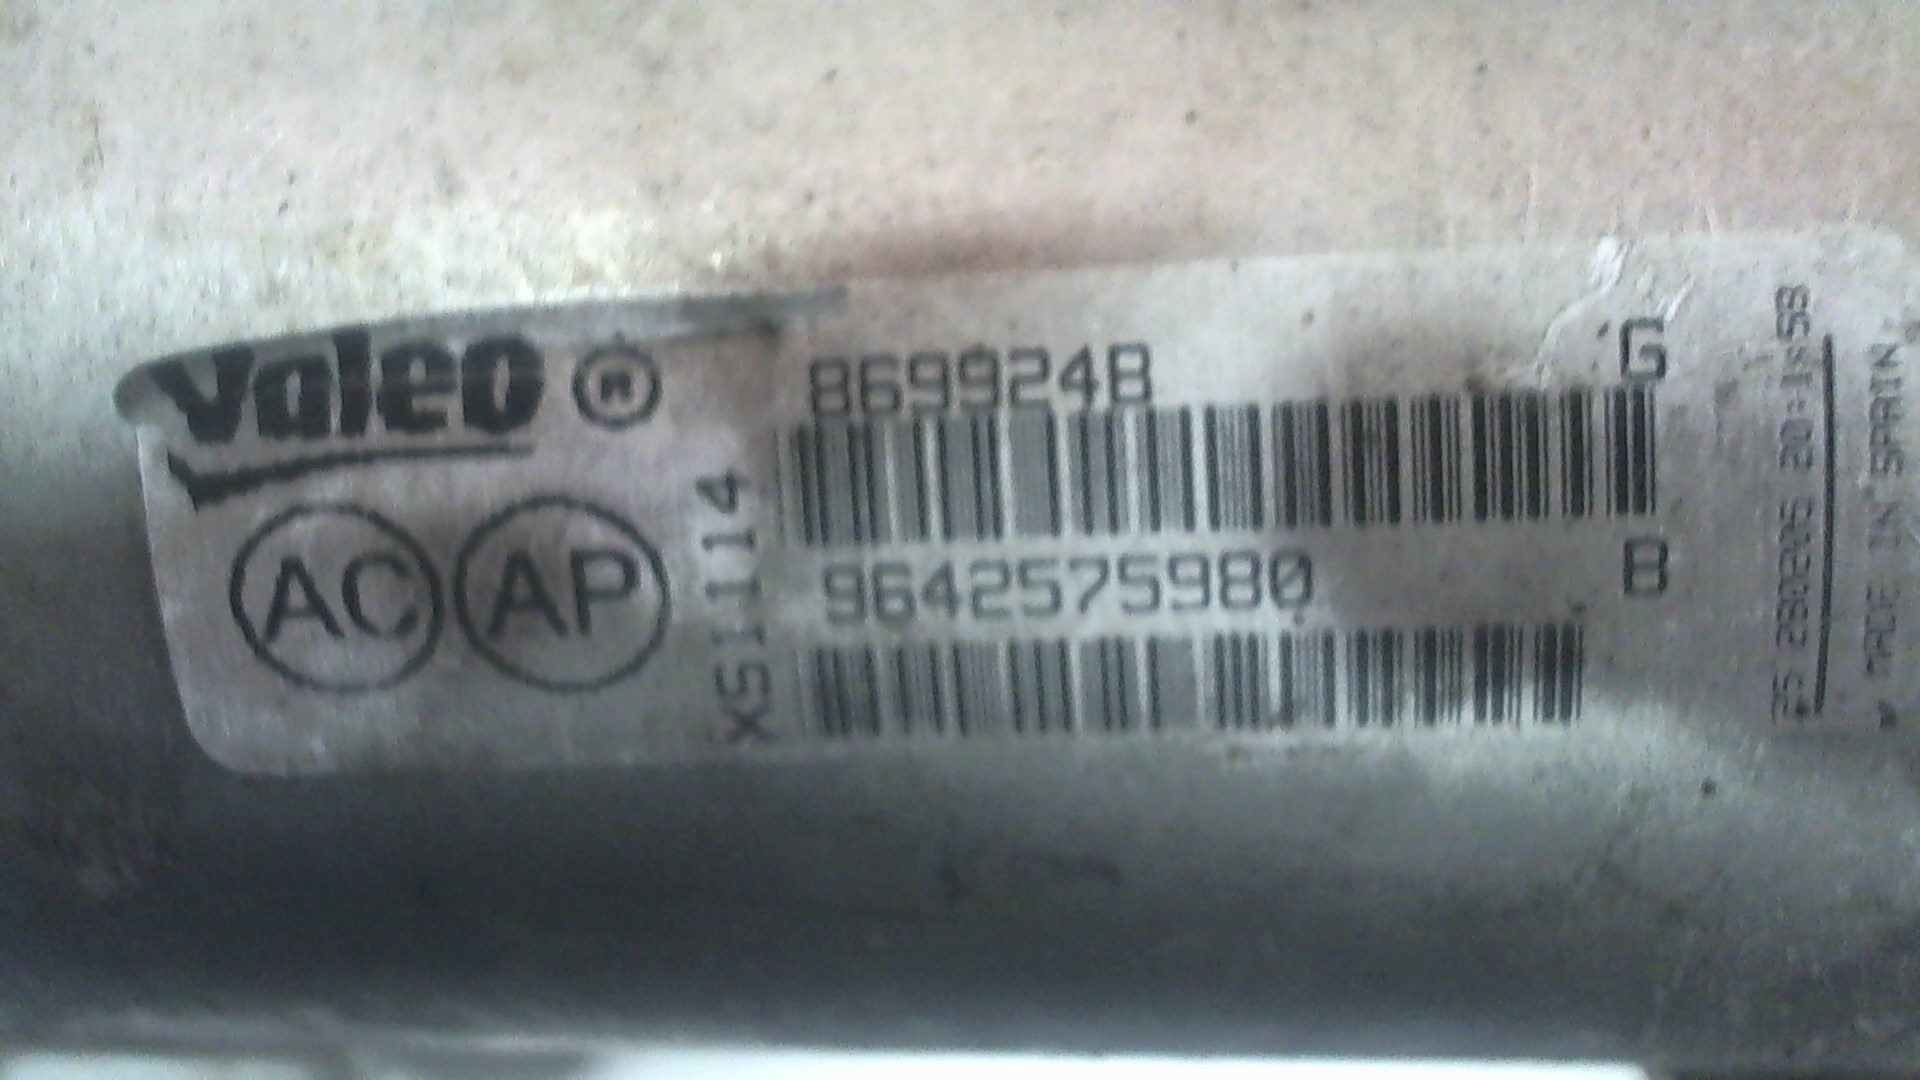 valeo ®
AC AP
XS1114
869924B
G
9642575980
B
MADE IN SPAIN